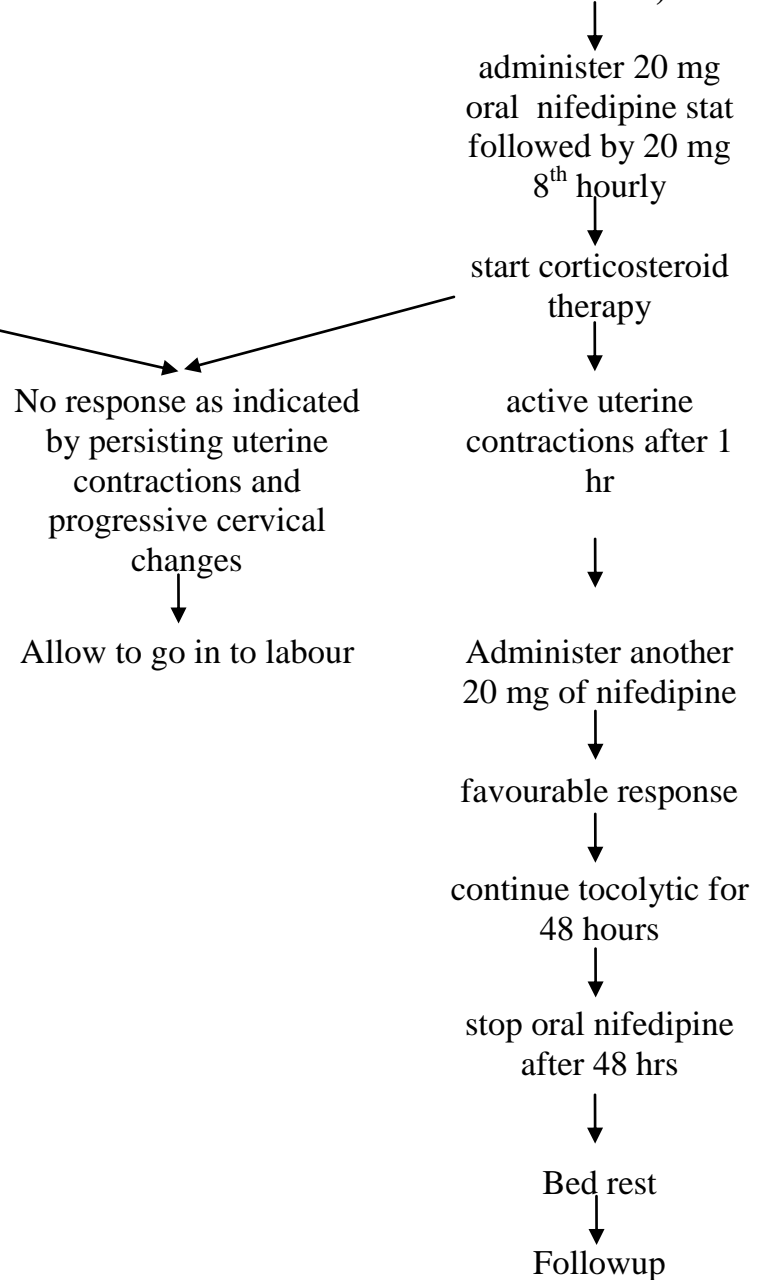 administer 20 mg
oral nifedipine stat
followed by 20 mg
8th hourly
start corticosteroid
therapy
No response as indicated
by persisting uterine
contractions and
progressive cervical
changes
Allow to go in to labour
active uterine
contractions after 1
hr
Administer another
20 mg of nifedipine
favourable response
continue tocolytic for
48 hours
stop oral nifedipine
after 48 hrs
Bed rest
Followup